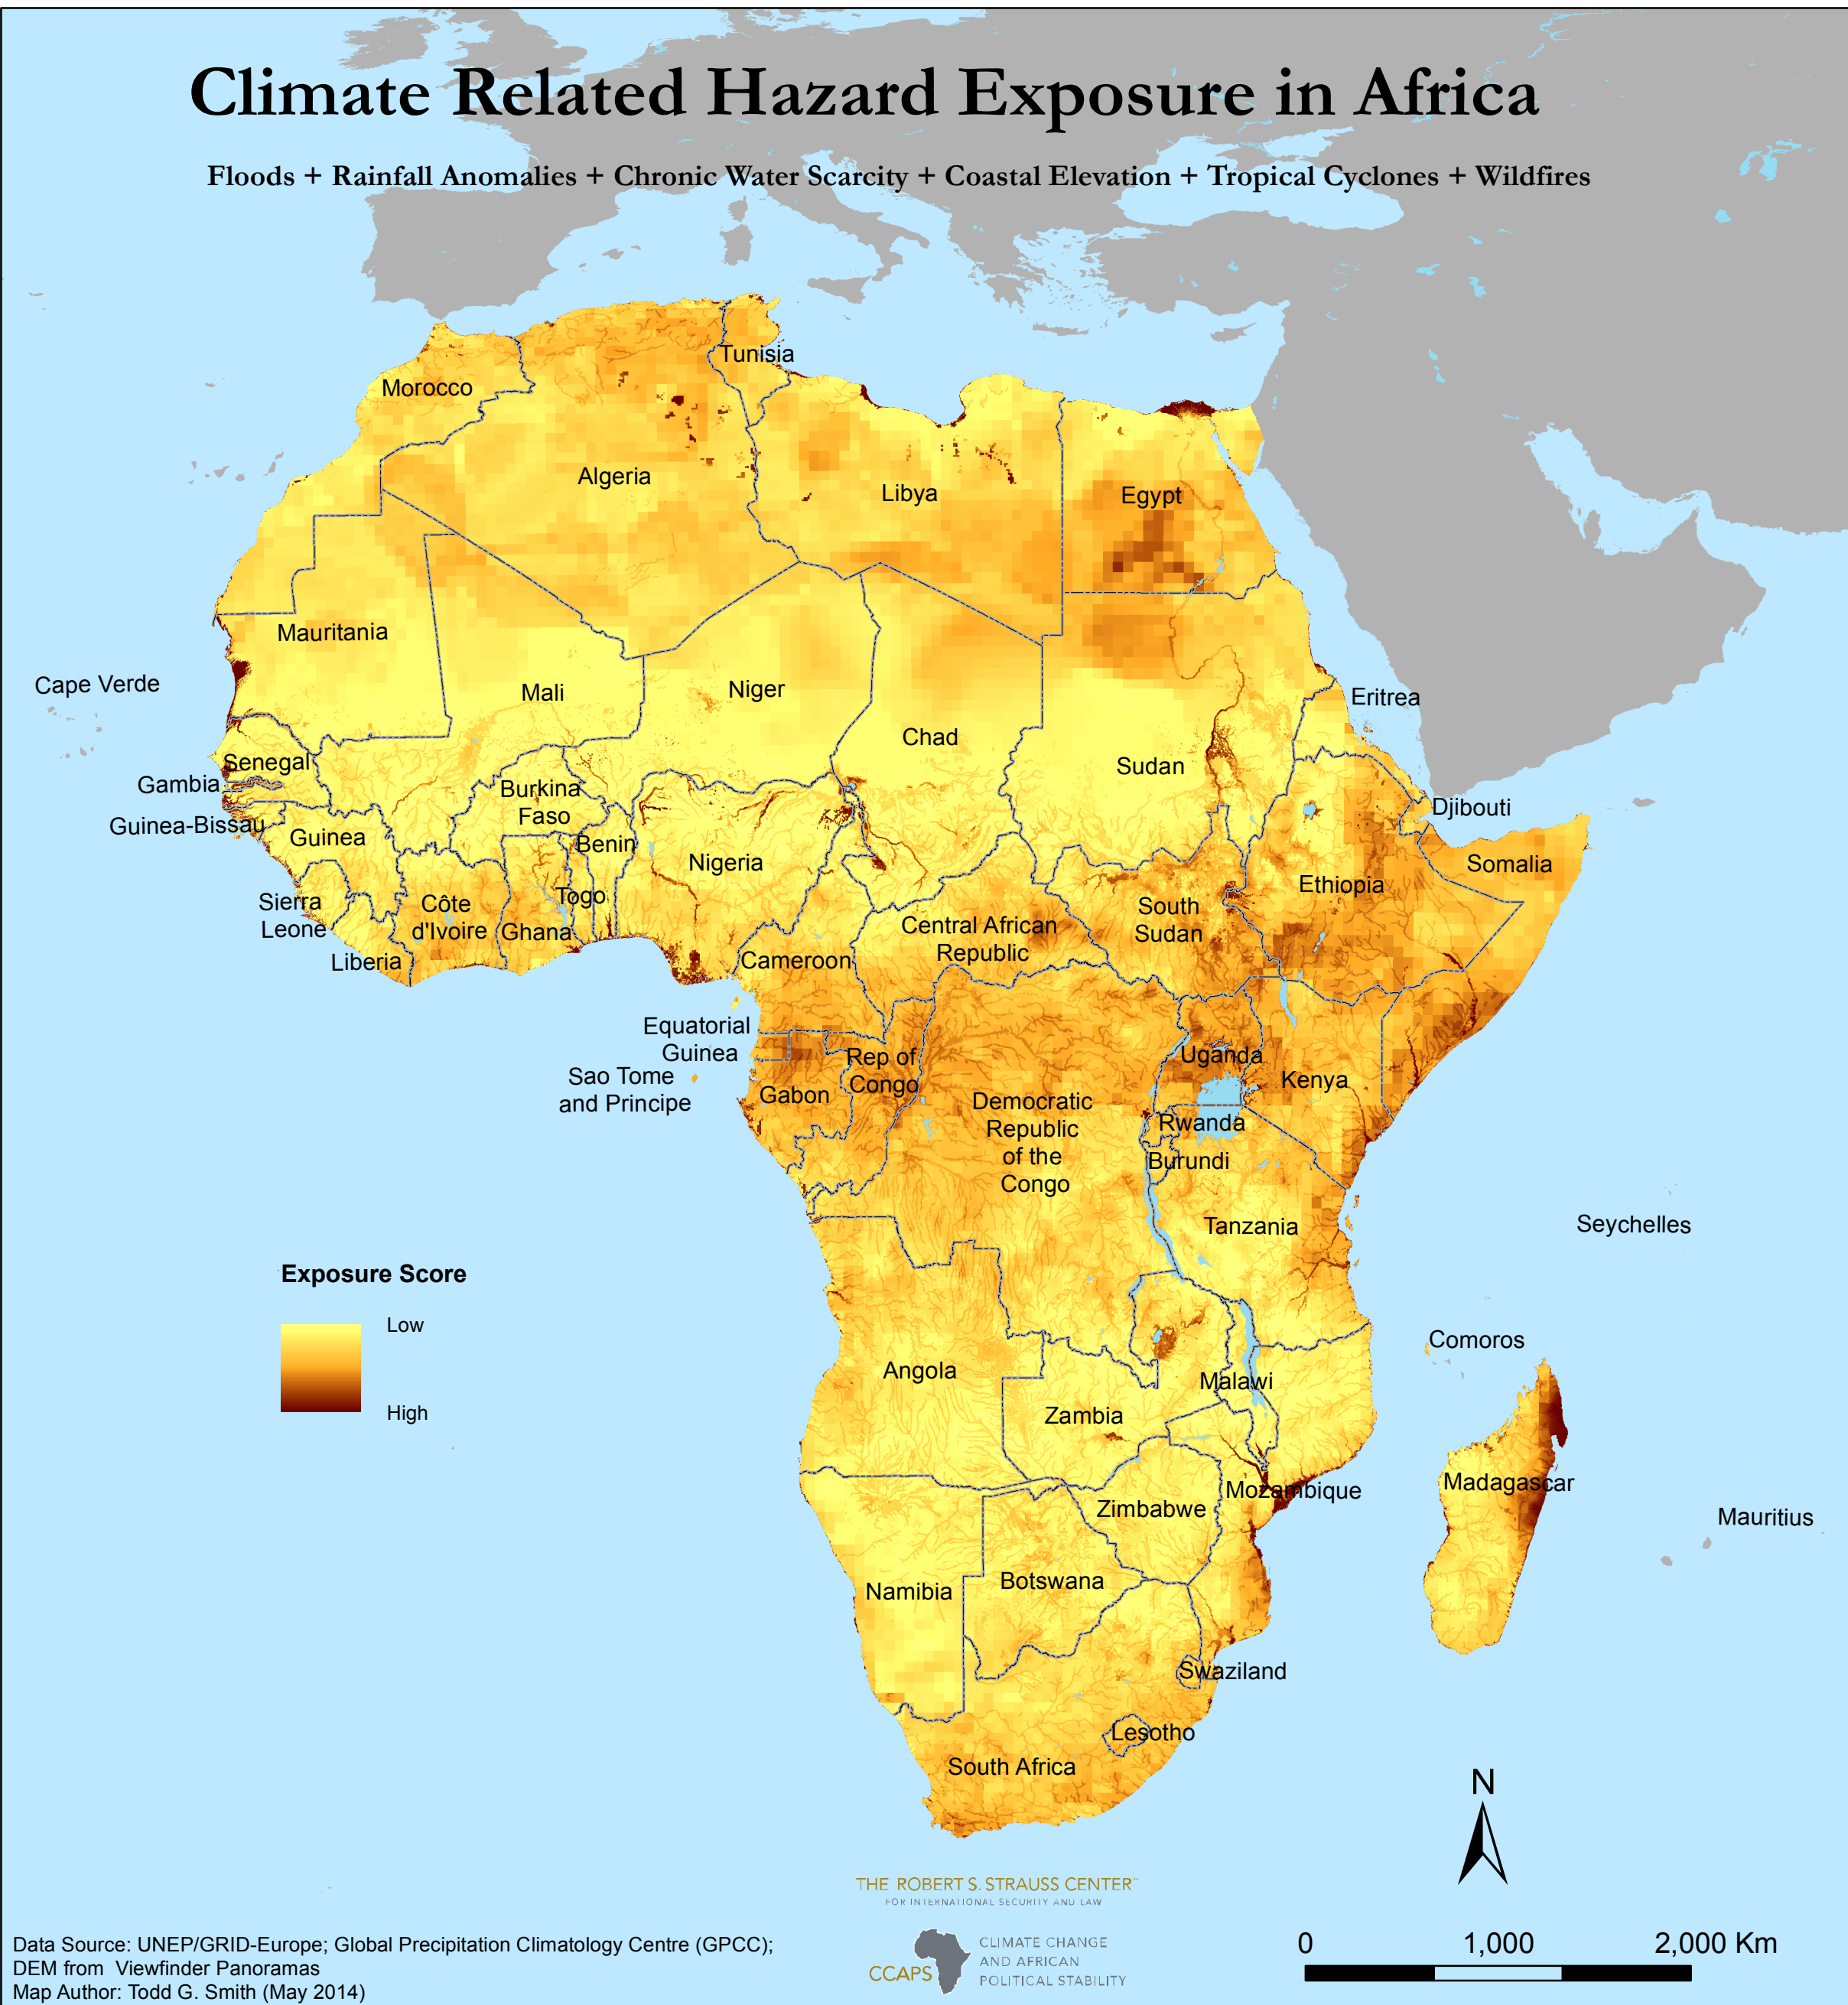 Climate Related Hazard Exposure in Africa
Floods + Rainfall Anomalies + Chronic Water Scarcity + Coastal Elevation + Tropical Cyclones + Wildfires
Tunisia
Morocco
Algeria
Libya
Egypt
Mauritania
Cape Verde
Mali
Niger
Eritrea
Chad
Sudan
Senegal
Gambia
Burkina
Faso
Djibouti
Guinea-Bissau
Guinea
Benin
Nigeria
Somalia
Ethiopia
Sierra
Leone
Côte
d'Ivoire
Togo
Ghana
South
Sudan
Central African
Republic
Liberia
Cameroon
Equatorial
Guinea
Rep of
Congo
Uganda
Kenya
Sao Tome
and Principe
Gabon
Democratic
Republic
of the
Congo
Rwanda
Burundi
Tanzania
Seychelles
Exposure Score
Low
High
Comoros
Angola
Malawi
Zambia
Madagascar
Mozambique
Zimbabwe
Mauritius
Botswana
Namibia
Swaziland
Lesotho
South Africa
N
THE ROBERT S. STRAUSS CENTER™
FOR INTERNATIONAL SECURITY AND LAW
CCAPS
CLIMATE CHANGE
AND AFRICAN
POLITICAL STABILITY
0 1,000 2,000 Km
Data Source: UNEP/GRID-Europe; Global Precipitation Climatology Centre (GPCC);
DEM from Viewfinder Panoramas
Map Author: Todd G. Smith (May 2014)